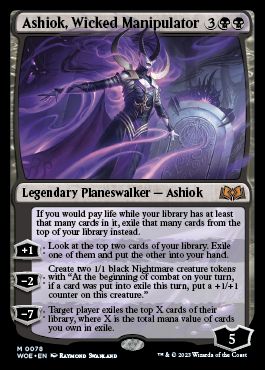 Ashiok, Wicked Manipulator 3
Legendary Planeswalker — Ashiok
If you would pay life while your library has at least
that many cards in it, exile that many cards from the
top of your library instead.
+1 : Look at the top two cards of your library. Exile
one of them and put the other into your hand.
−2 : Create two 1/1 black Nightmare creature tokens
with “At the beginning of combat on your turn,
if a card was put into exile this turn, put a +1/+1
counter on this creature.”
−7 : Target player exiles the top X cards of their
library, where X is the total mana value of cards
you own in exile.
5
M 0078
WOE • EN Raymond Swanland ™ & © 2023 Wizards of the Coast